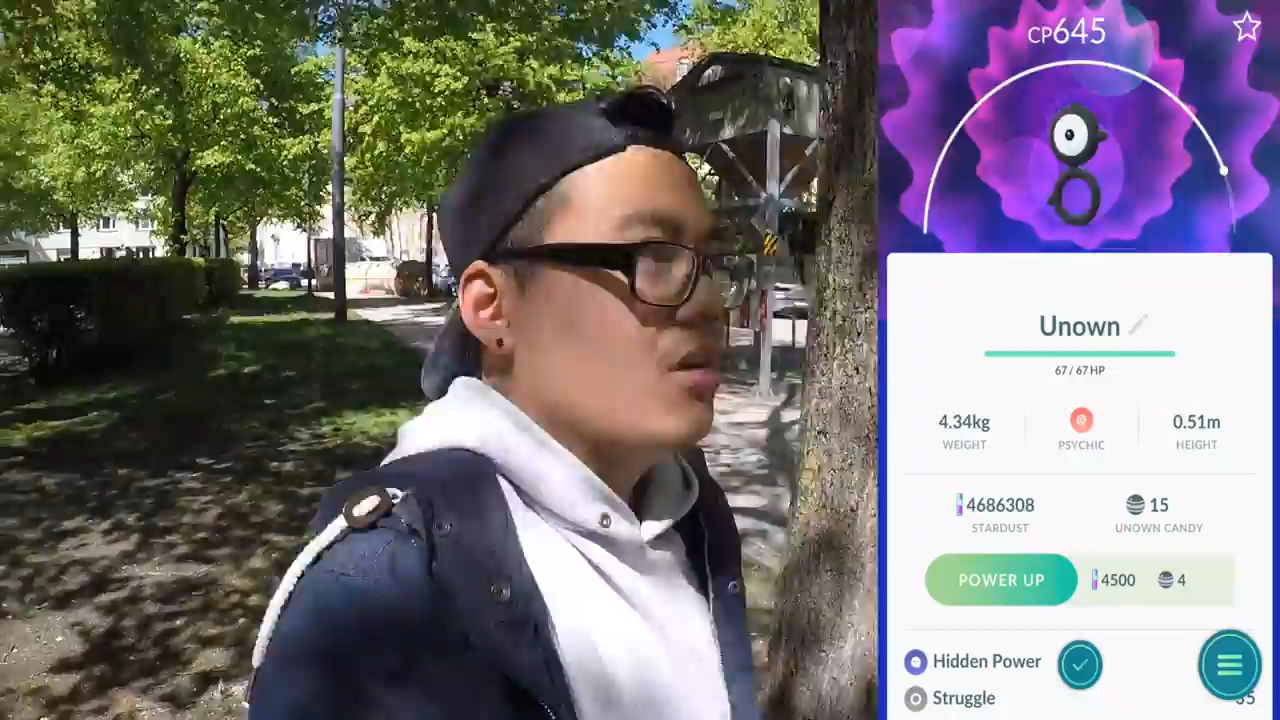 CP645
Unown
67 / 67 HP
4.34kg
WEIGHT
PSYCHIC
0.51m
HEIGHT
4686308
STARDUST
15
UNOWN CANDY
POWER UP
4500
4
Hidden Power
Struggle
35